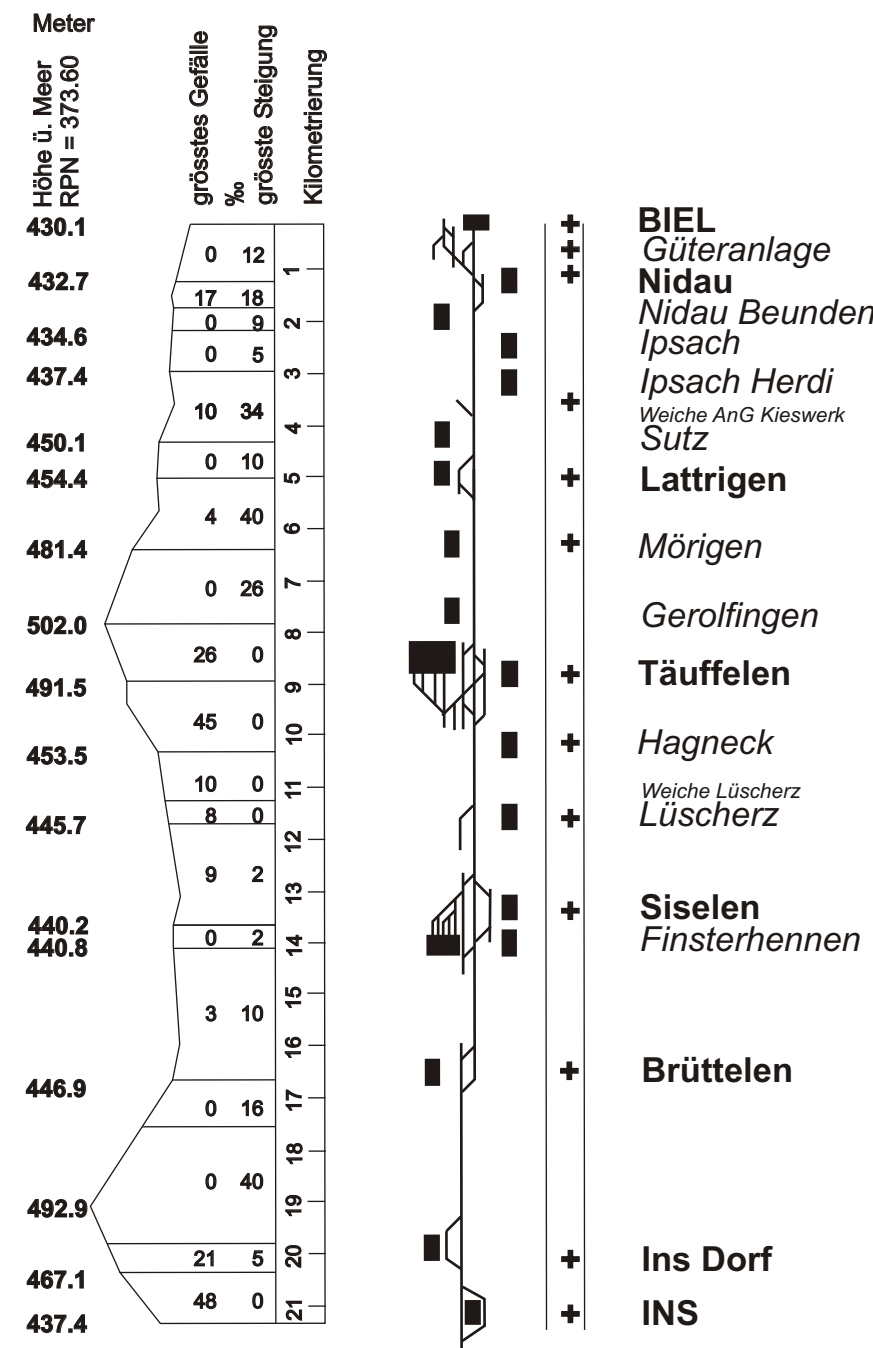 Meter
Höhe ü. Meer
RPN = 373.60
grösstes Gefälle
‰
grösste Steigung
Kilometrierung
430.1
432.7
434.6
437.4
450.1
454.4
481.4
502.0
491.5
453.5
445.7
440.2
440.8
446.9
492.9
467.1
437.4
0 12
17 18
0 9
0 5
10 34
0 10
4 40
0 26
26 0
45 0
10 0
8 0
9 2
0 2
3 10
0 16
0 40
21 5
48 0
1
2
3
4
5
6
7
8
9
10
11
12
13
14
15
16
17
18
19
20
21
BIEL
Güteranlage
Nidau
Nidau Beunden
Ipsach
Ipsach Herdi
Weiche AnG Kieswerk
Sutz
Lattrigen
Mörigen
Gerolfingen
Täuffelen
Hagneck
Weiche Lüscherz
Lüscherz
Siselen
Finsterhennen
Brüttelen
Ins Dorf
INS